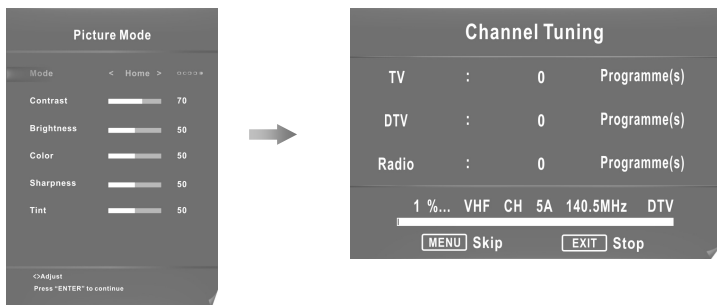 Picture Mode
Mode < Home >
Contrast 70
Brightness 50
Color 50
Sharpness 50
Tint 50
<>Adjust
Press "ENTER" to continue
Channel Tuning
TV : 0 Programme(s)
DTV : 0 Programme(s)
Radio : 0 Programme(s)
1 %... VHF CH 5A 140.5MHz DTV
MENU Skip EXIT Stop